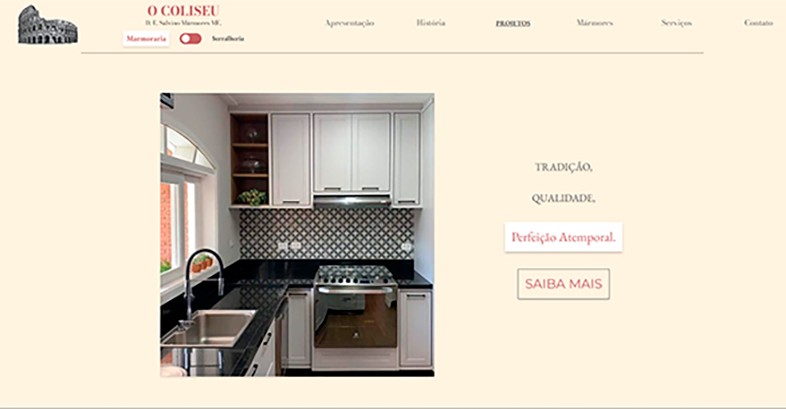 O COLISEU
D. E. Salvino Marmores ME.
Marmoraria
Serralheria
Apresentação
História
PROJETOS
Mármores
Serviços
Contato
TRADIÇÃO,
QUALIDADE,
Perfeição Atemporal.
SAIBA MAIS